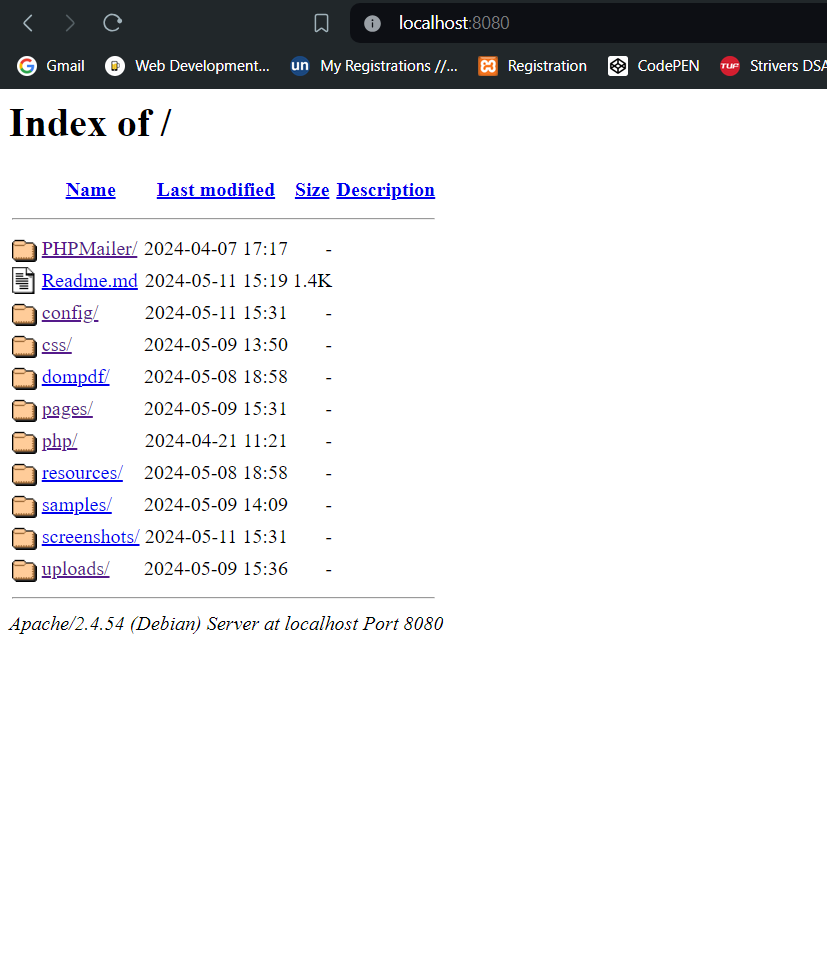 localhost:8080
Gmail Web Development... un My Registrations //... Registration CodePEN TUF Strivers DSA
Index of /
Name Last modified Size Description
PHPMailer/ 2024-04-07 17:17 -
Readme.md 2024-05-11 15:19 1.4K
config/ 2024-05-11 15:31 -
css/ 2024-05-09 13:50 -
dompdf/ 2024-05-08 18:58 -
pages/ 2024-05-09 15:31 -
php/ 2024-04-21 11:21 -
resources/ 2024-05-08 18:58 -
samples/ 2024-05-09 14:09 -
screenshots/ 2024-05-11 15:31 -
uploads/ 2024-05-09 15:36 -
Apache/2.4.54 (Debian) Server at localhost Port 8080